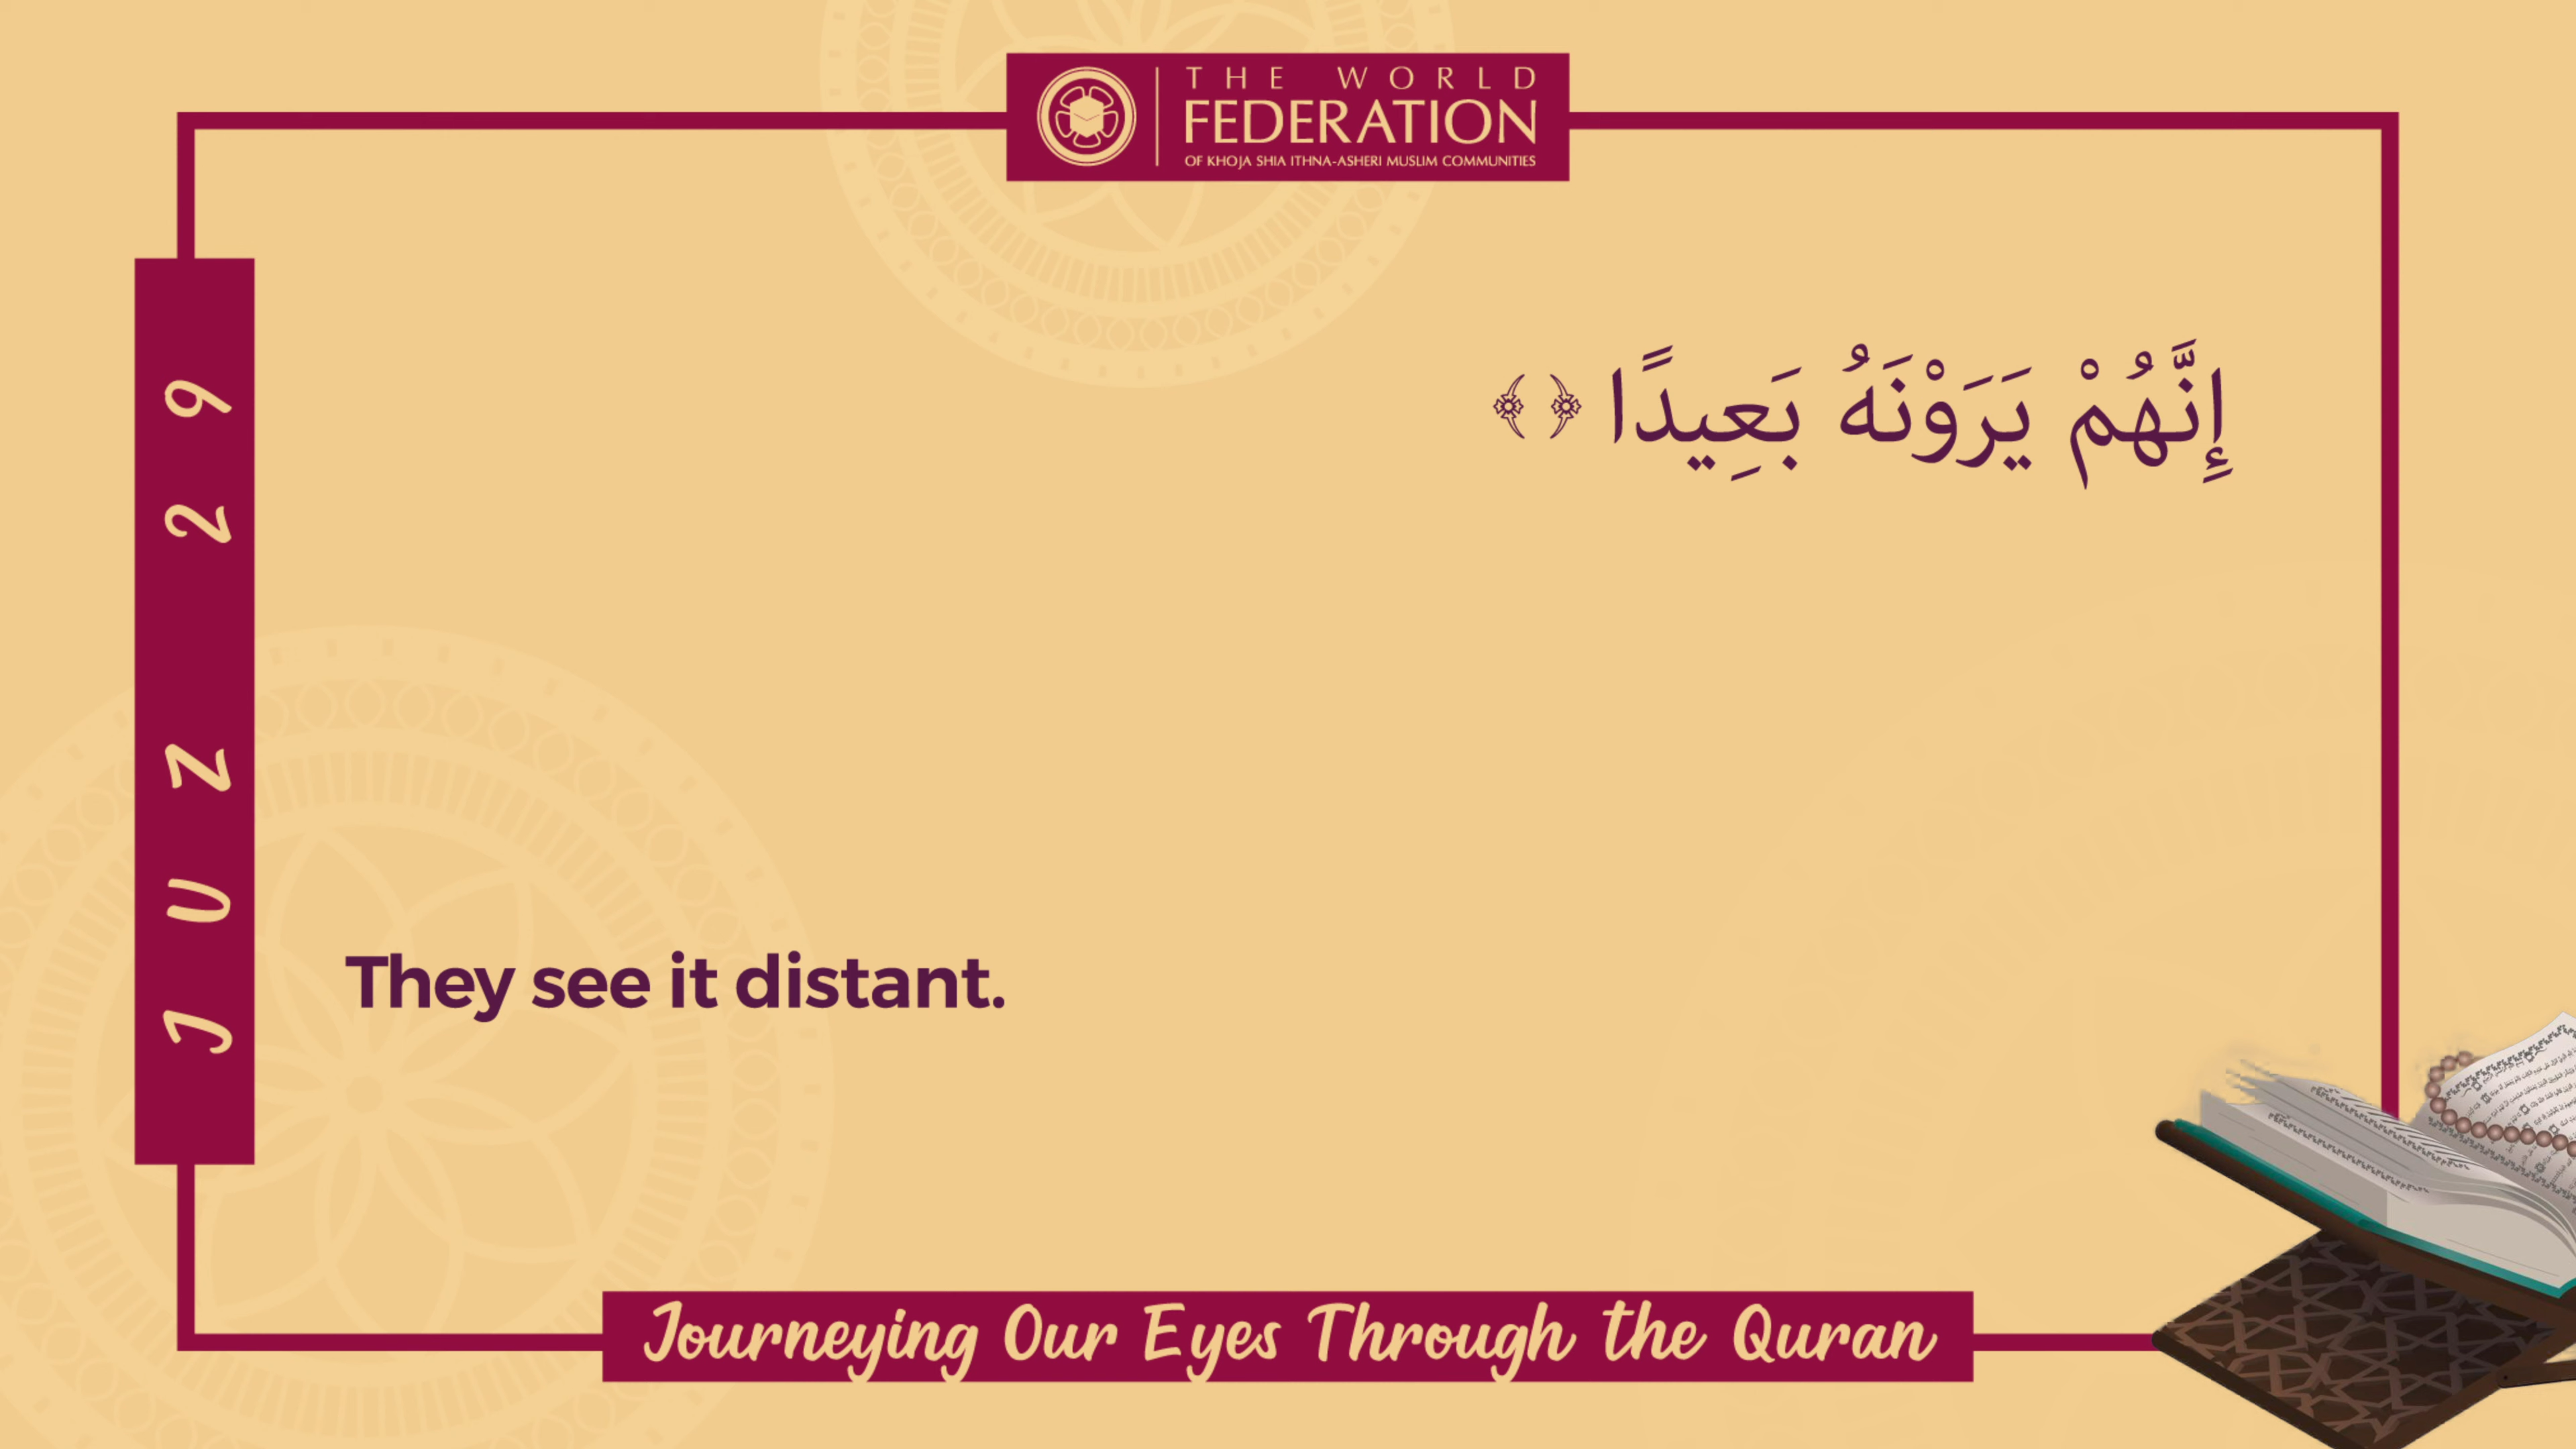 THE WORLD
FEDERATION
OF KHOJA SHIA ITHNA-ASHERI MUSLIM COMMUNITIES
إِنَّهُمْ يَرَوْنَهُ بَعِيدًا ﴿ ﴾
They see it distant.
JUZ 29
Journeying Our Eyes Through the Quran